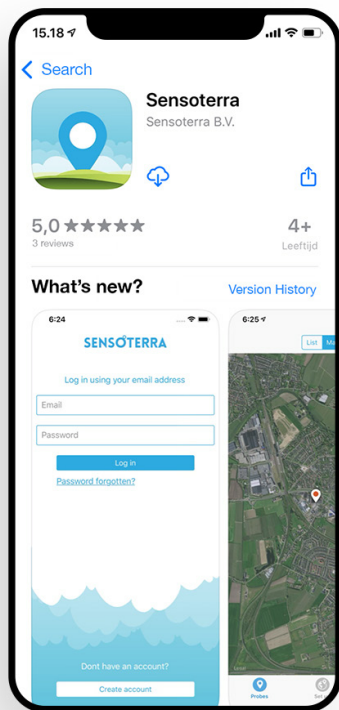 15.18
Search
Sensoterra
Sensoterra B.V.
5,0
4+
3 reviews
Leeftijd
What's new?
Version History
6:24
SENSOTERRA
Log in using your email address
Email
Password
Log in
Password forgotten?
Dont have an account?
Create account
6:25
List
Probes